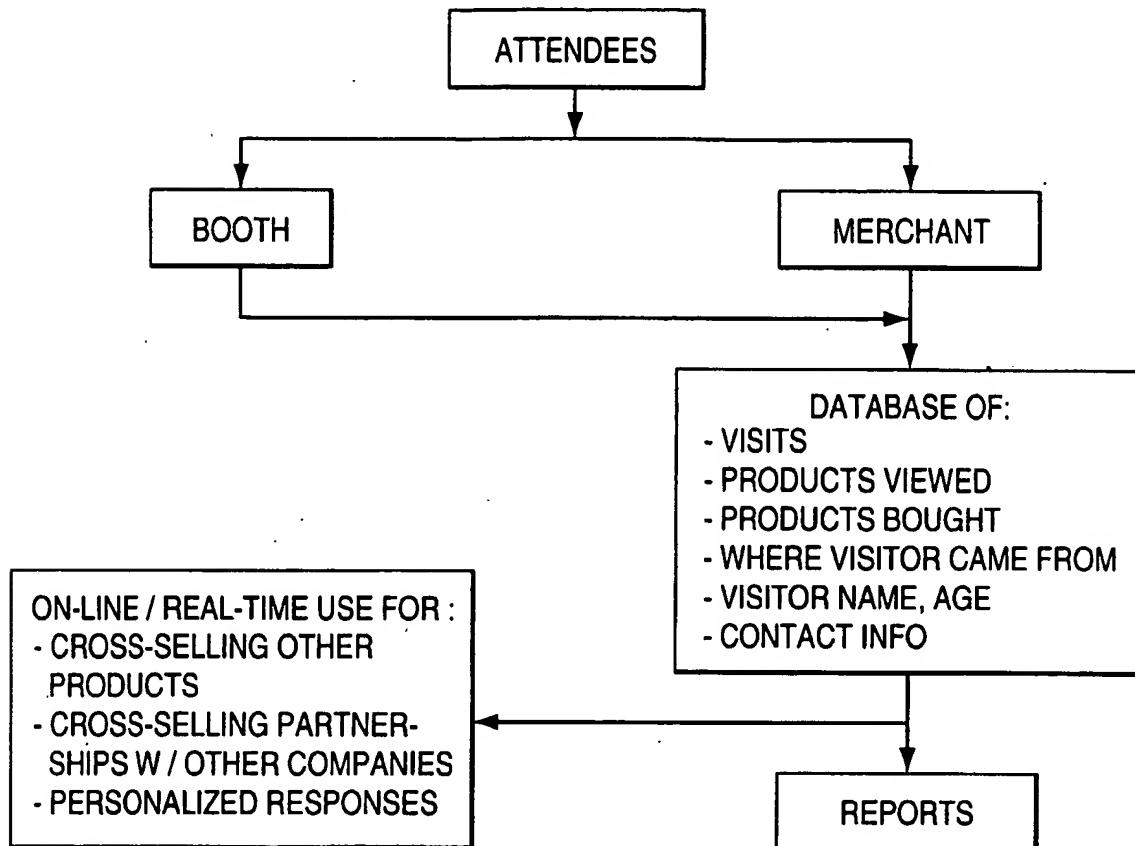 ATTENDEES
BOOTH
MERCHANT
DATABASE OF:
- VISITS
- PRODUCTS VIEWED
- PRODUCTS BOUGHT
- WHERE VISITOR CAME FROM
- VISITOR NAME, AGE
- CONTACT INFO
ON-LINE / REAL-TIME USE FOR :
- CROSS-SELLING OTHER
PRODUCTS
- CROSS-SELLING PARTNER-
SHIPS W / OTHER COMPANIES
- PERSONALIZED RESPONSES
REPORTS